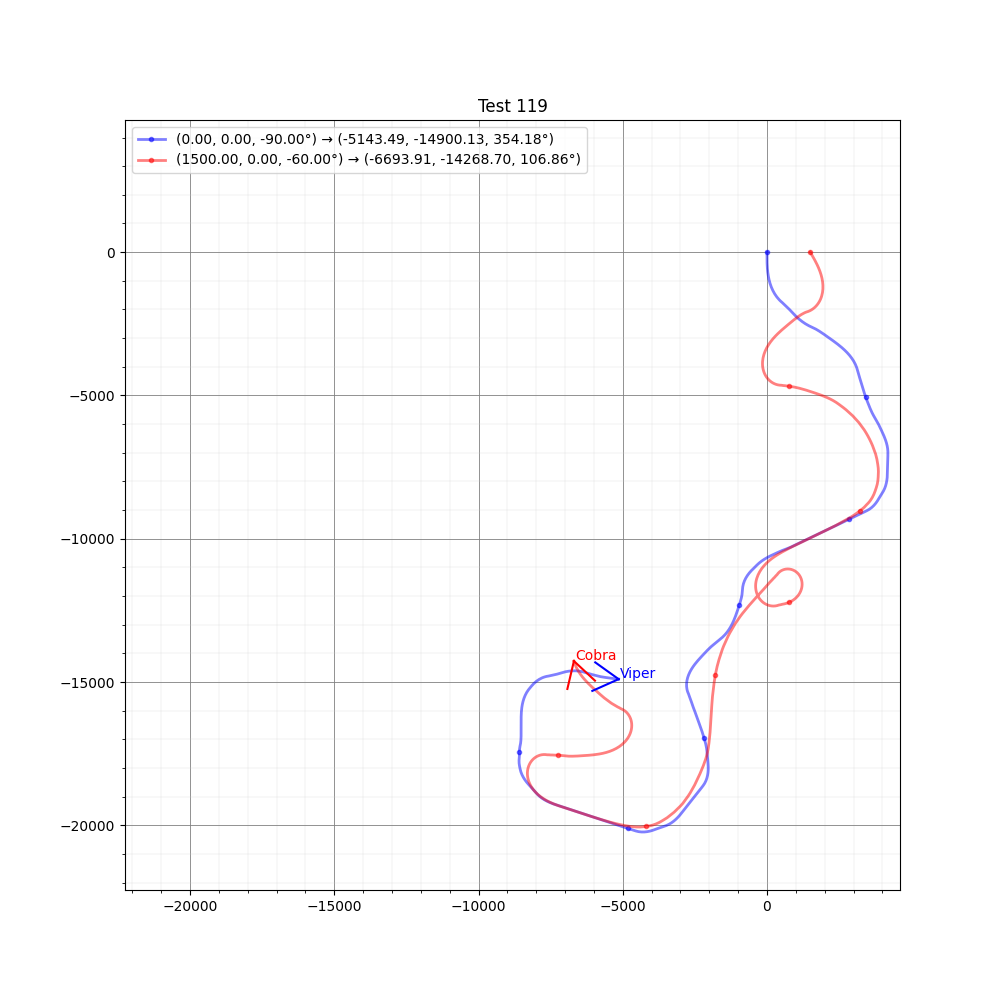 Test 119
(0.00, 0.00, -90.00°) → (-5143.49, -14900.13, 354.18°)
(1500.00, 0.00, -60.00°) → (-6693.91, -14268.70, 106.86°)
0
−5000
−10000
−15000
−20000
Cobra
Viper
−20000 −15000 −10000 −5000 0